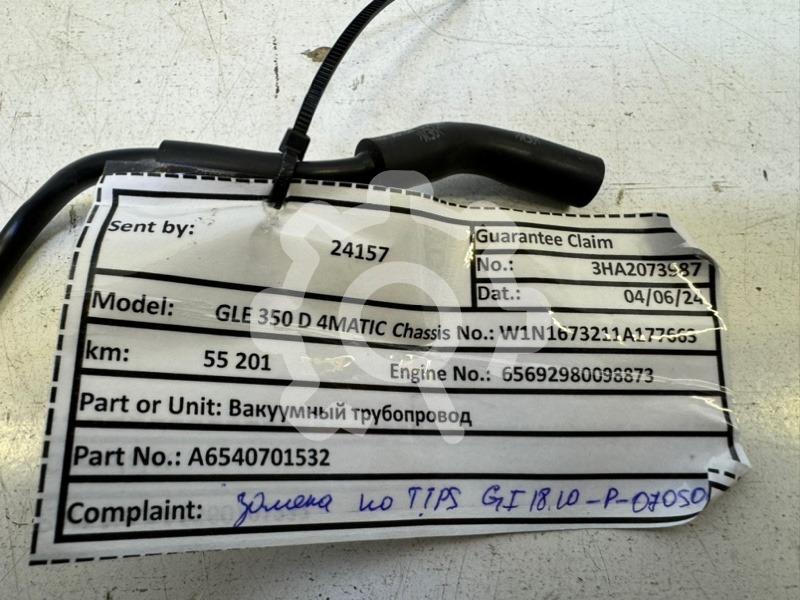 Sent by:
24157
Guarantee Claim
No.: 3HA2073987
Dat.: 04/06/24
Model: GLE 350 D 4MATIC Chassis No.: W1N1673211A177663
km: 55 201 Engine No.: 65692980098873
Part or Unit: Вакуумный трубопровод
Part No.: A6540701532
Complaint: замена по TIPS GI 18.10-P-07050